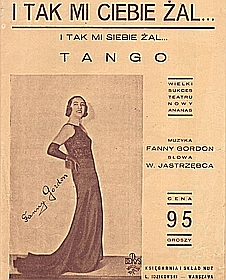 I TAK MI CIEBIE ŻAL...
I TAK MI SIEBIE ŻAL...
TANGO
WIELKI
SUKCES
TEATRU
NOWY
ANANAS
MUZYKA
FANNY GORDON
SŁOWA
W. JASTRZĘBCA
Fanny Gordon
CENA
95
GROSZY
KSIĘGARNIA I SKŁAD NUT
WARSZAWA